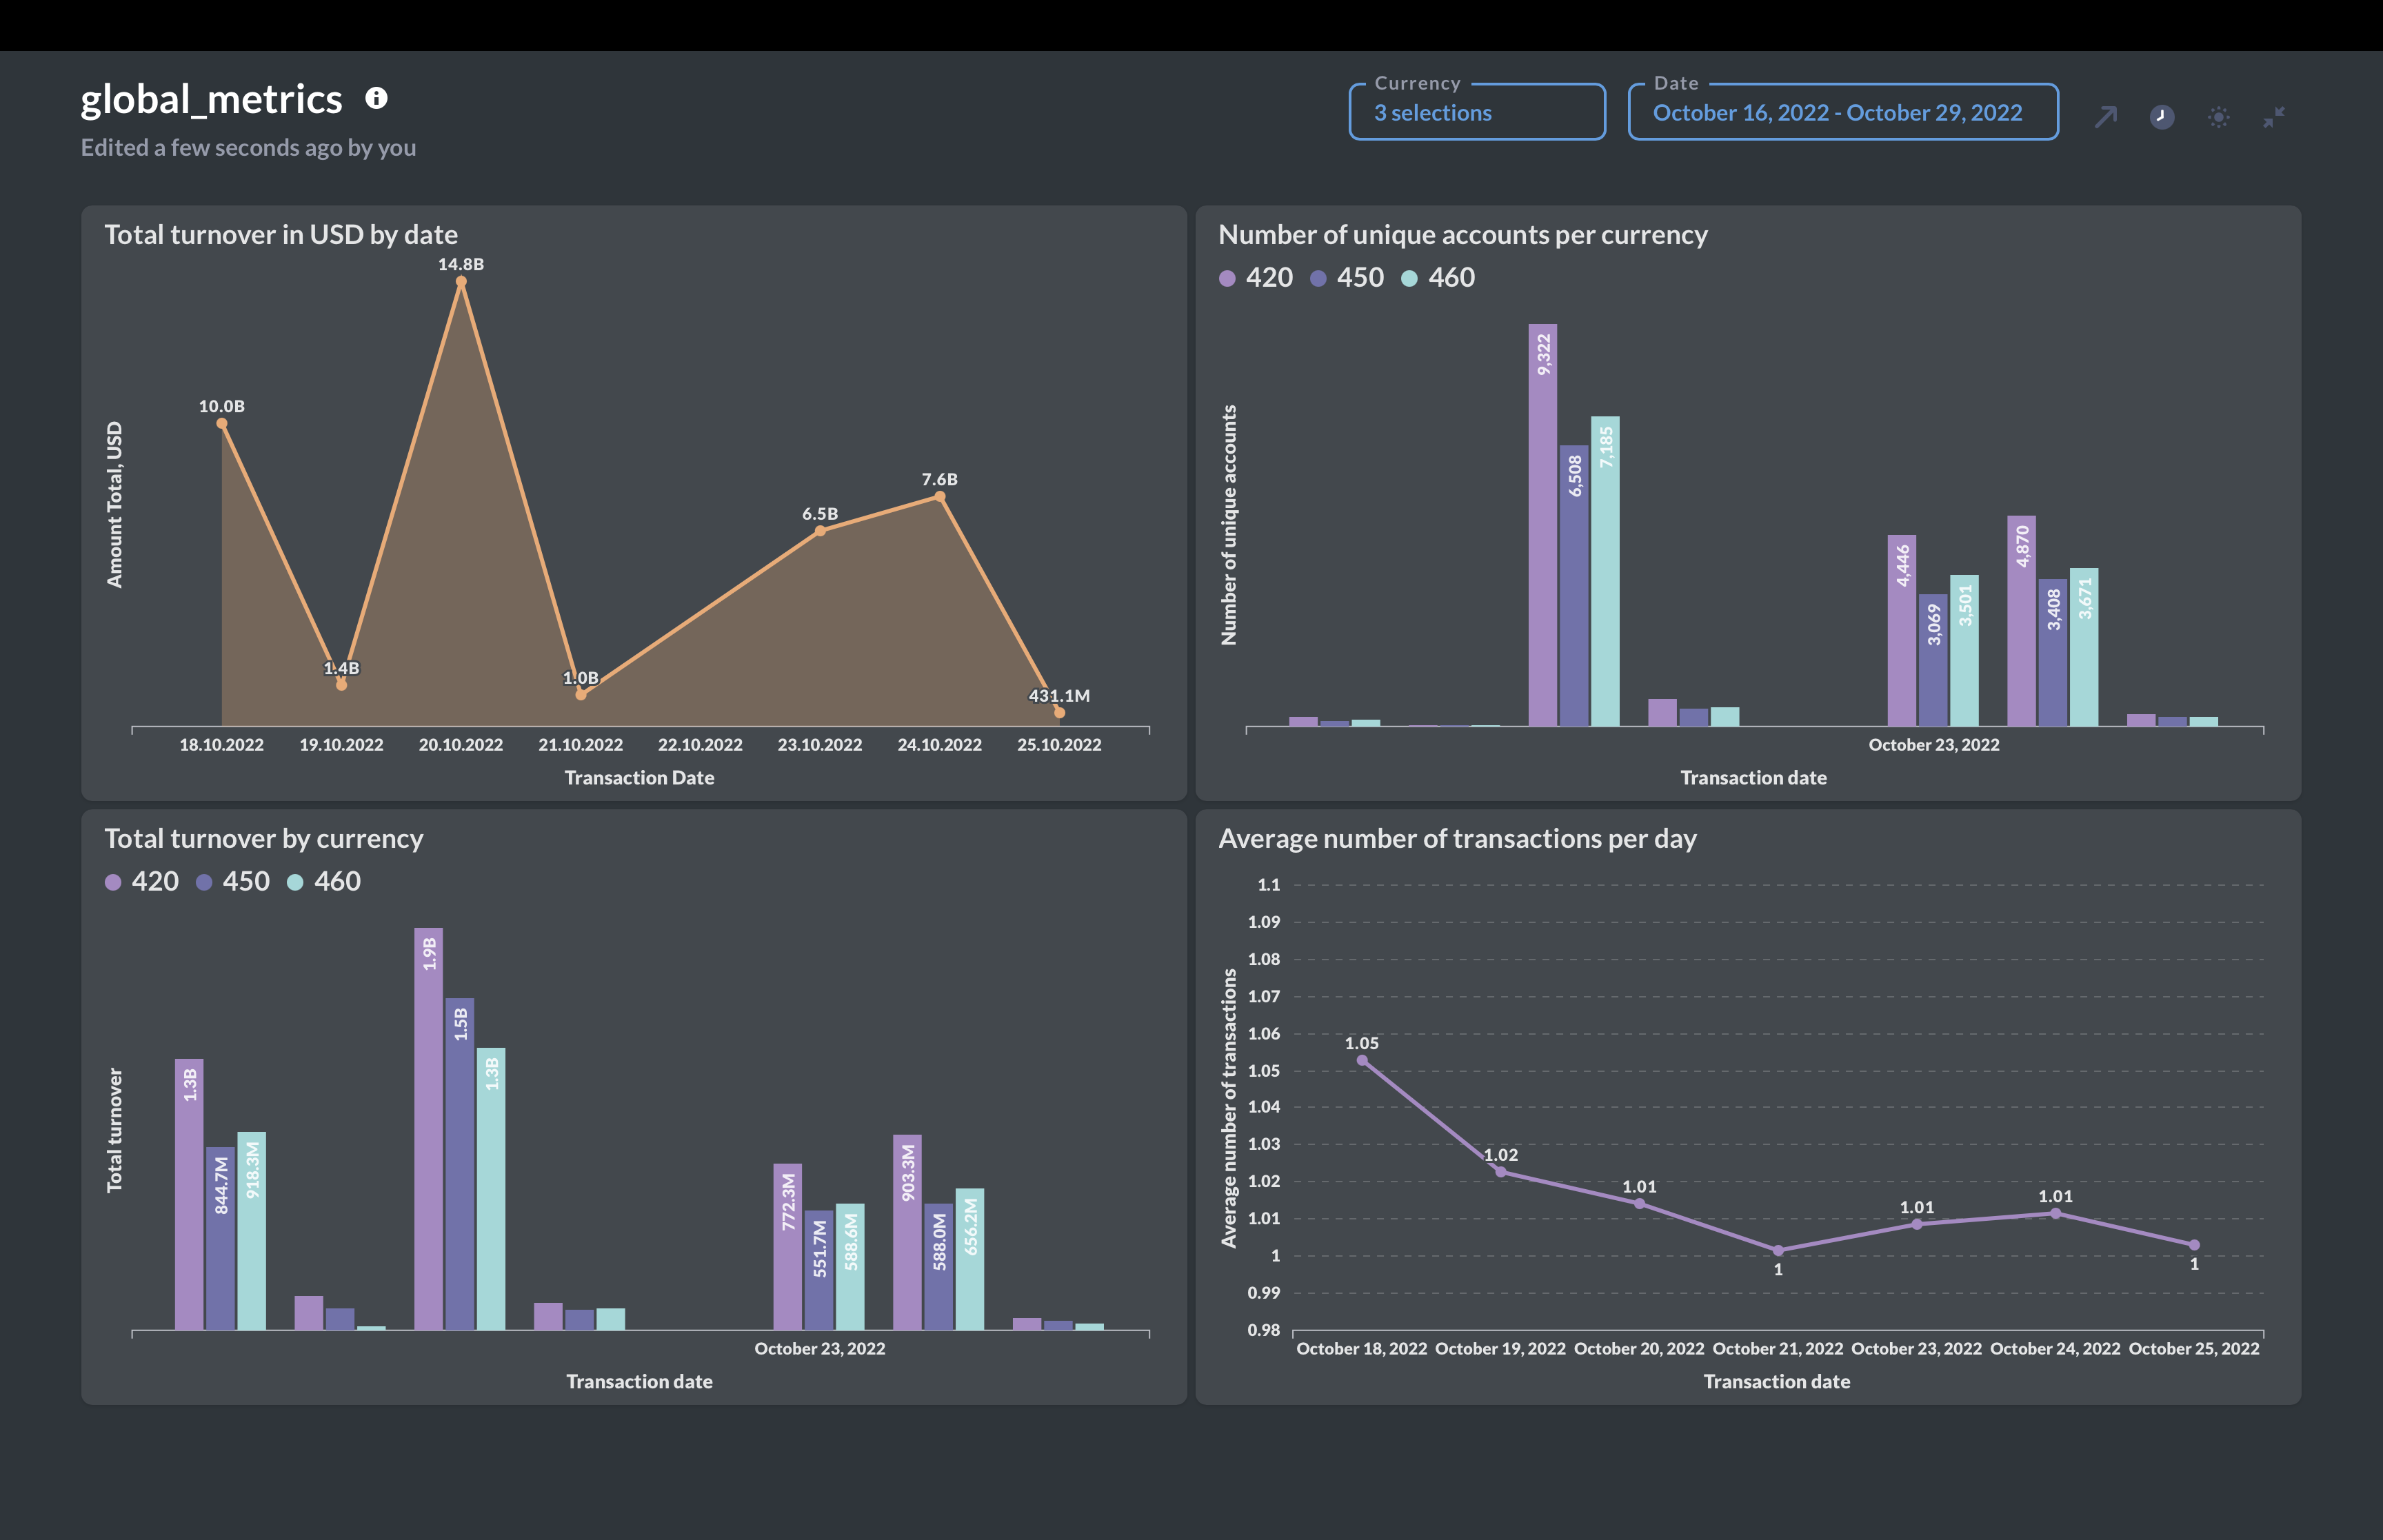 global_metrics
Edited a few seconds ago by you
Currency
3 selections
Date
October 16, 2022 - October 29, 2022
Total turnover in USD by date
Amount Total, USD
10.0B
1.4B
14.8B
1.0B
6.5B
7.6B
431.1M
18.10.2022 19.10.2022 20.10.2022 21.10.2022 22.10.2022 23.10.2022 24.10.2022 25.10.2022
Transaction Date
Number of unique accounts per currency
420 450 460
Number of unique accounts
9,322
6,508
7,185
4,446
3,069
3,501
4,870
3,408
3,671
October 23, 2022
Transaction date
Total turnover by currency
420 450 460
Total turnover
1.3B
844.7M
918.3M
1.9B
1.5B
1.3B
772.3M
551.7M
588.6M
903.3M
588.0M
656.2M
October 23, 2022
Transaction date
Average number of transactions per day
Average number of transactions
1.1
1.09
1.08
1.07
1.06
1.05
1.04
1.03
1.02
1.01
1
0.99
0.98
1.05
1.02
1.01
1
1.01
1.01
1
October 18, 2022 October 19, 2022 October 20, 2022 October 21, 2022 October 23, 2022 October 24, 2022 October 25, 2022
Transaction date